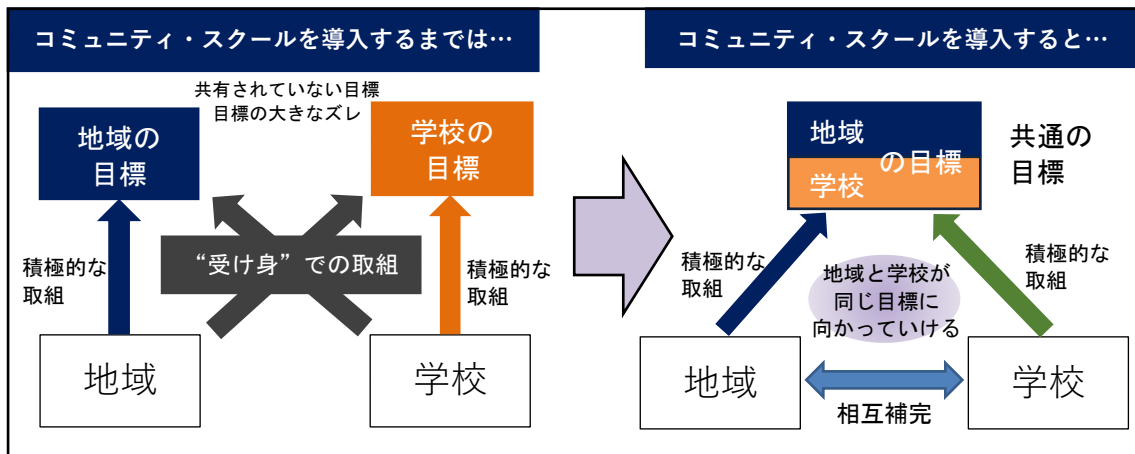 コミュニティ・スクールを導入するまでは…
共有されていない目標
目標の大きなズレ
地域の
目標
学校の
目標
“受け身”での取組
積極的な
取組
積極的な
取組
地域
学校
コミュニティ・スクールを導入すると…
地域
学校
の目標
共通の
目標
積極的な
取組
地域と学校が
同じ目標に
向かっていける
積極的な
取組
地域
学校
相互補完